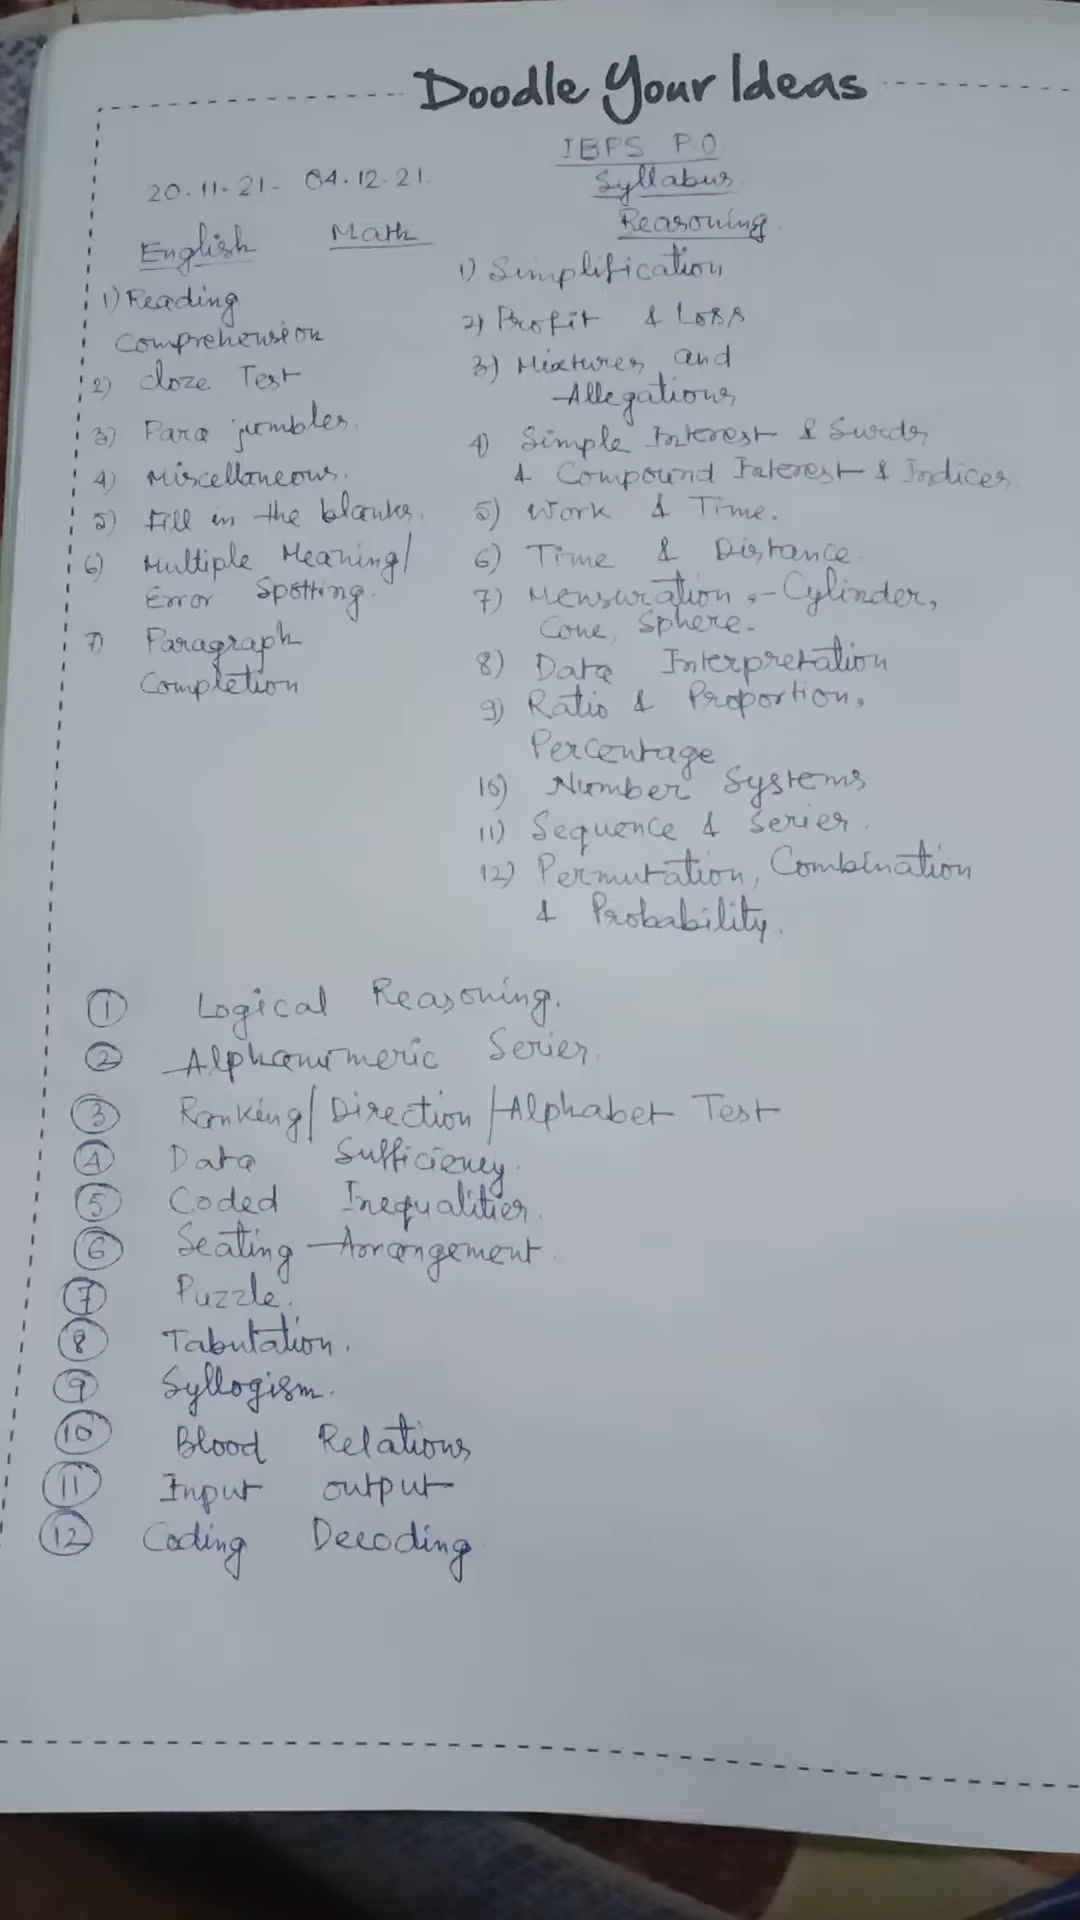 Doodle Your Ideas
IBPS PO
20.11.21 - 04.12.21.
Syllabus
English
Math
Reasoning
1) Reading
Comprehension
2) Cloze Test
3) Para jumbles.
4) Miscellaneous.
5) Fill in the blanks.
6) Multiple Meaning/
Error Spotting.
7) Paragraph
Completion
1) Simplification
2) Profit & Loss
3) Mixtures and
Allegations
4) Simple Interest & Surds
& Compound Interest & Indices
5) Work & Time.
6) Time & Distance
7) Mensuration - Cylinder,
Cone, Sphere.
8) Data Interpretation
9) Ratio & Proportion,
Percentage
10) Number Systems
11) Sequence & Series.
12) Permutation, Combination
& Probability.
1 Logical Reasoning.
2 Alphanumeric Series.
3 Ranking/Direction/Alphabet Test
4 Data Sufficiency.
5 Coded Inequalities.
6 Seating Arrangement.
7 Puzzle.
8 Tabutation.
9 Syllogism.
10 Blood Relations
11 Input output
12 Coding Decoding